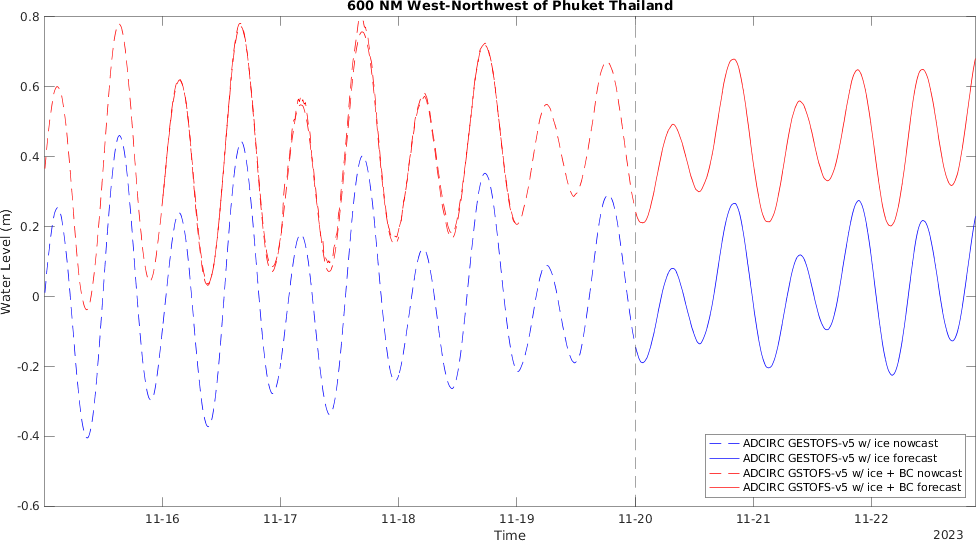 600 NM West-Northwest of Phuket Thailand
Water Level (m)
0.8
0.6
0.4
0.2
0
-0.2
-0.4
-0.6
ADCIRC GESTOFS-v5 w/ ice nowcast
ADCIRC GESTOFS-v5 w/ ice forecast
ADCIRC GSTOFS-v5 w/ ice + BC nowcast
ADCIRC GSTOFS-v5 w/ ice + BC forecast
11-16 11-17 11-18 11-19 11-20 11-21 11-22
Time
2023